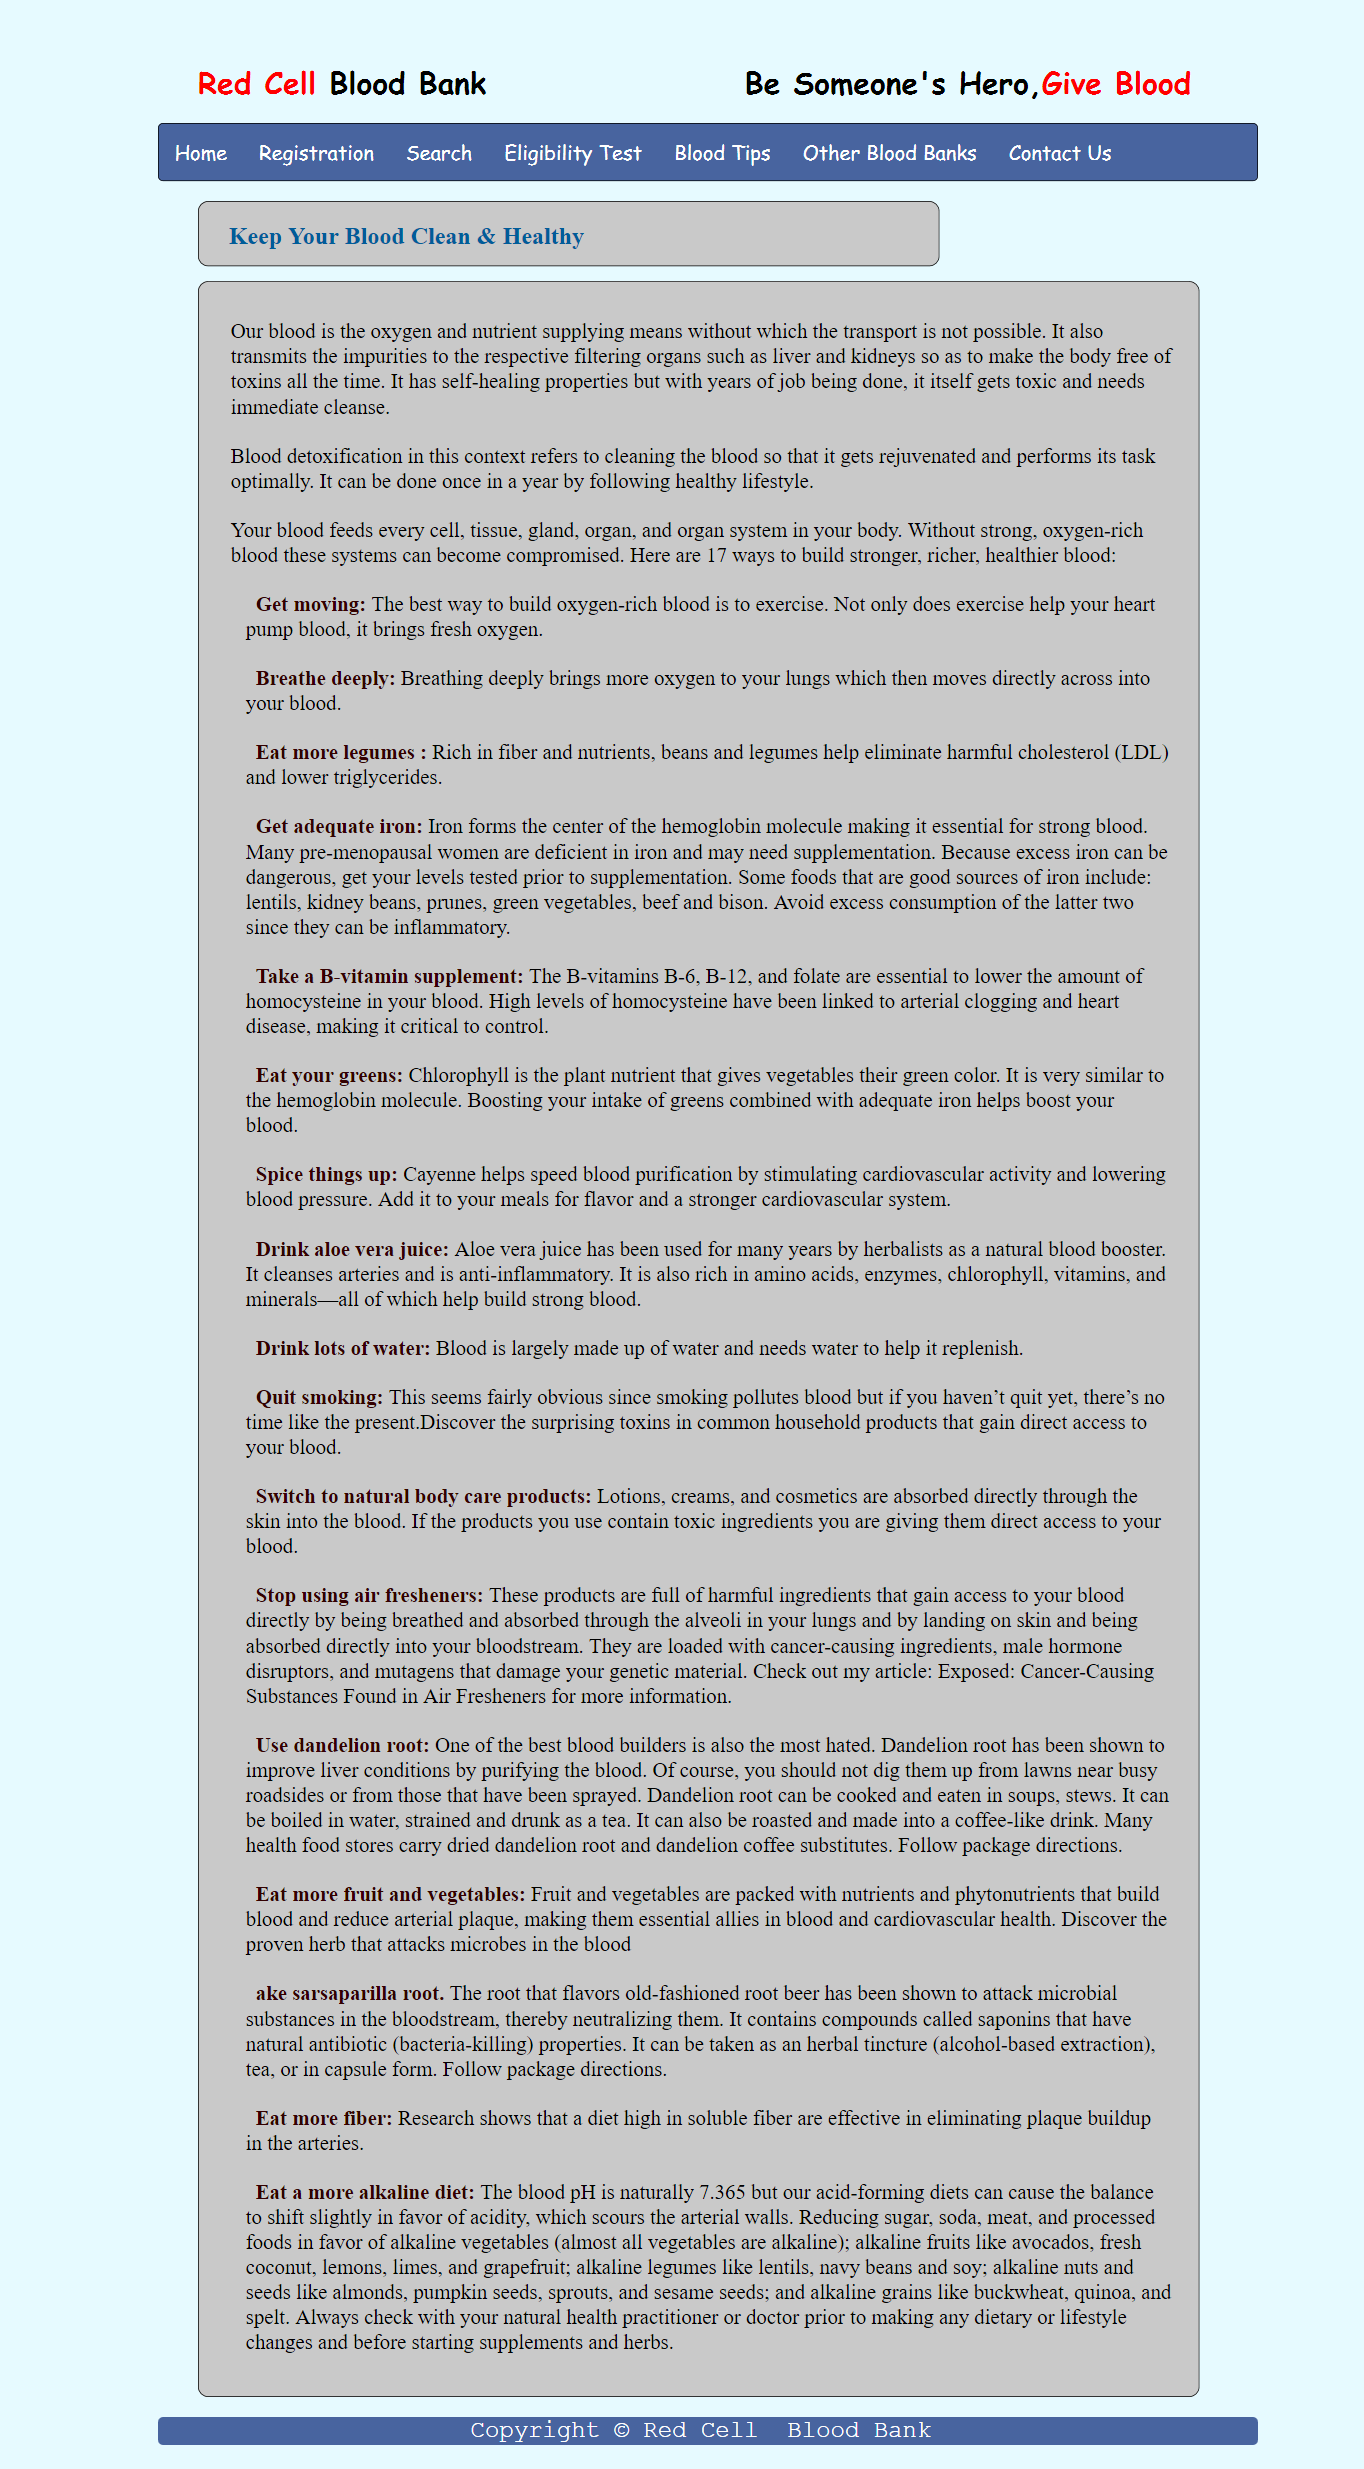 Red Cell Blood Bank
Be Someone's Hero,Give Blood
Home Registration Search Eligibility Test Blood Tips Other Blood Banks Contact Us
Keep Your Blood Clean & Healthy
Our blood is the oxygen and nutrient supplying means without which the transport is not possible. It also
transmits the impurities to the respective filtering organs such as liver and kidneys so as to make the body free of
toxins all the time. It has self-healing properties but with years of job being done, it itself gets toxic and needs
immediate cleanse.
Blood detoxification in this context refers to cleaning the blood so that it gets rejuvenated and performs its task
optimally. It can be done once in a year by following healthy lifestyle.
Your blood feeds every cell, tissue, gland, organ, and organ system in your body. Without strong, oxygen-rich
blood these systems can become compromised. Here are 17 ways to build stronger, richer, healthier blood:
Get moving: The best way to build oxygen-rich blood is to exercise. Not only does exercise help your heart
pump blood, it brings fresh oxygen.
Breathe deeply: Breathing deeply brings more oxygen to your lungs which then moves directly across into
your blood.
Eat more legumes : Rich in fiber and nutrients, beans and legumes help eliminate harmful cholesterol (LDL)
and lower triglycerides.
Get adequate iron: Iron forms the center of the hemoglobin molecule making it essential for strong blood.
Many pre-menopausal women are deficient in iron and may need supplementation. Because excess iron can be
dangerous, get your levels tested prior to supplementation. Some foods that are good sources of iron include:
lentils, kidney beans, prunes, green vegetables, beef and bison. Avoid excess consumption of the latter two
since they can be inflammatory.
Take a B-vitamin supplement: The B-vitamins B-6, B-12, and folate are essential to lower the amount of
homocysteine in your blood. High levels of homocysteine have been linked to arterial clogging and heart
disease, making it critical to control.
Eat your greens: Chlorophyll is the plant nutrient that gives vegetables their green color. It is very similar to
the hemoglobin molecule. Boosting your intake of greens combined with adequate iron helps boost your
blood.
Spice things up: Cayenne helps speed blood purification by stimulating cardiovascular activity and lowering
blood pressure. Add it to your meals for flavor and a stronger cardiovascular system.
Drink aloe vera juice: Aloe vera juice has been used for many years by herbalists as a natural blood booster.
It cleanses arteries and is anti-inflammatory. It is also rich in amino acids, enzymes, chlorophyll, vitamins, and
minerals—all of which help build strong blood.
Drink lots of water: Blood is largely made up of water and needs water to help it replenish.
Quit smoking: This seems fairly obvious since smoking pollutes blood but if you haven’t quit yet, there’s no
time like the present.Discover the surprising toxins in common household products that gain direct access to
your blood.
Switch to natural body care products: Lotions, creams, and cosmetics are absorbed directly through the
skin into the blood. If the products you use contain toxic ingredients you are giving them direct access to your
blood.
Stop using air fresheners: These products are full of harmful ingredients that gain access to your blood
directly by being breathed and absorbed through the alveoli in your lungs and by landing on skin and being
absorbed directly into your bloodstream. They are loaded with cancer-causing ingredients, male hormone
disruptors, and mutagens that damage your genetic material. Check out my article: Exposed: Cancer-Causing
Substances Found in Air Fresheners for more information.
Use dandelion root: One of the best blood builders is also the most hated. Dandelion root has been shown to
improve liver conditions by purifying the blood. Of course, you should not dig them up from lawns near busy
roadsides or from those that have been sprayed. Dandelion root can be cooked and eaten in soups, stews. It can
be boiled in water, strained and drunk as a tea. It can also be roasted and made into a coffee-like drink. Many
health food stores carry dried dandelion root and dandelion coffee substitutes. Follow package directions.
Eat more fruit and vegetables: Fruit and vegetables are packed with nutrients and phytonutrients that build
blood and reduce arterial plaque, making them essential allies in blood and cardiovascular health. Discover the
proven herb that attacks microbes in the blood
ake sarsaparilla root. The root that flavors old-fashioned root beer has been shown to attack microbial
substances in the bloodstream, thereby neutralizing them. It contains compounds called saponins that have
natural antibiotic (bacteria-killing) properties. It can be taken as an herbal tincture (alcohol-based extraction),
tea, or in capsule form. Follow package directions.
Eat more fiber: Research shows that a diet high in soluble fiber are effective in eliminating plaque buildup
in the arteries.
Eat a more alkaline diet: The blood pH is naturally 7.365 but our acid-forming diets can cause the balance
to shift slightly in favor of acidity, which scours the arterial walls. Reducing sugar, soda, meat, and processed
foods in favor of alkaline vegetables (almost all vegetables are alkaline); alkaline fruits like avocados, fresh
coconut, lemons, limes, and grapefruit; alkaline legumes like lentils, navy beans and soy; alkaline nuts and
seeds like almonds, pumpkin seeds, sprouts, and sesame seeds; and alkaline grains like buckwheat, quinoa, and
spelt. Always check with your natural health practitioner or doctor prior to making any dietary or lifestyle
changes and before starting supplements and herbs.
Copyright © Red Cell Blood Bank